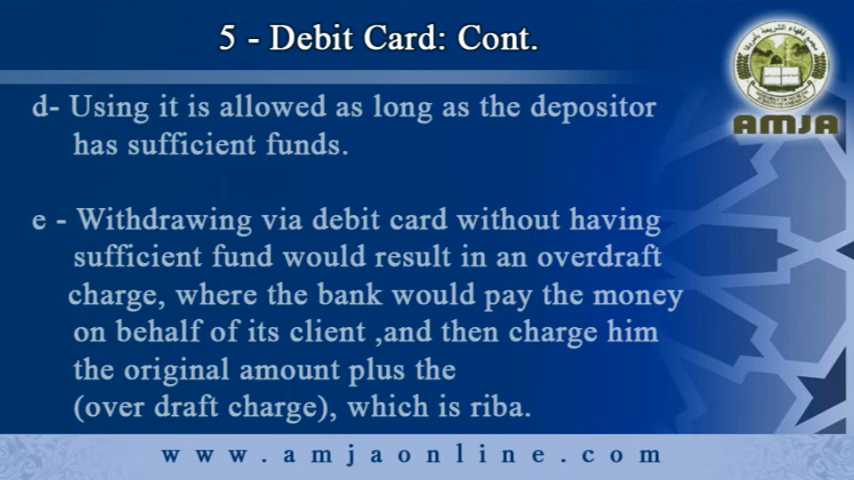 5 - Debit Card: Cont.
AMJA
d- Using it is allowed as long as the depositor
has sufficient funds.
e - Withdrawing via debit card without having
sufficient fund would result in an overdraft
charge, where the bank would pay the money
on behalf of its client ,and then charge him
the original amount plus the
(over draft charge), which is riba.
www.amjaonline.com